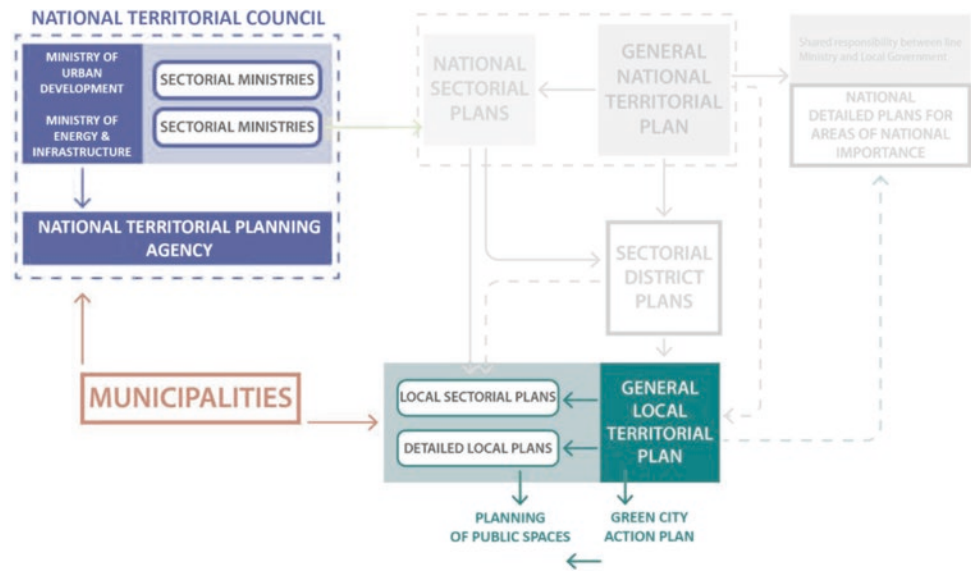 NATIONAL TERRITORIAL COUNCIL
MINISTRY OF
URBAN
DEVELOPMENT
MINISTRY OF
ENERGY &
INFRASTRUCTURE
SECTORIAL MINISTRIES
SECTORIAL MINISTRIES
NATIONAL TERRITORIAL PLANNING
AGENCY
NATIONAL
SECTORIAL
PLANS
GENERAL
NATIONAL
TERRITORIAL
PLAN
Shared responsibility between line
Ministry and Local Government
NATIONAL
DETAILED PLANS FOR
AREAS OF NATIONAL
IMPORTANCE
SECTORIAL
DISTRICT
PLANS
MUNICIPALITIES
LOCAL SECTORIAL PLANS
DETAILED LOCAL PLANS
GENERAL
LOCAL
TERRITORIAL
PLAN
PLANNING
OF PUBLIC SPACES
GREEN CITY
ACTION PLAN